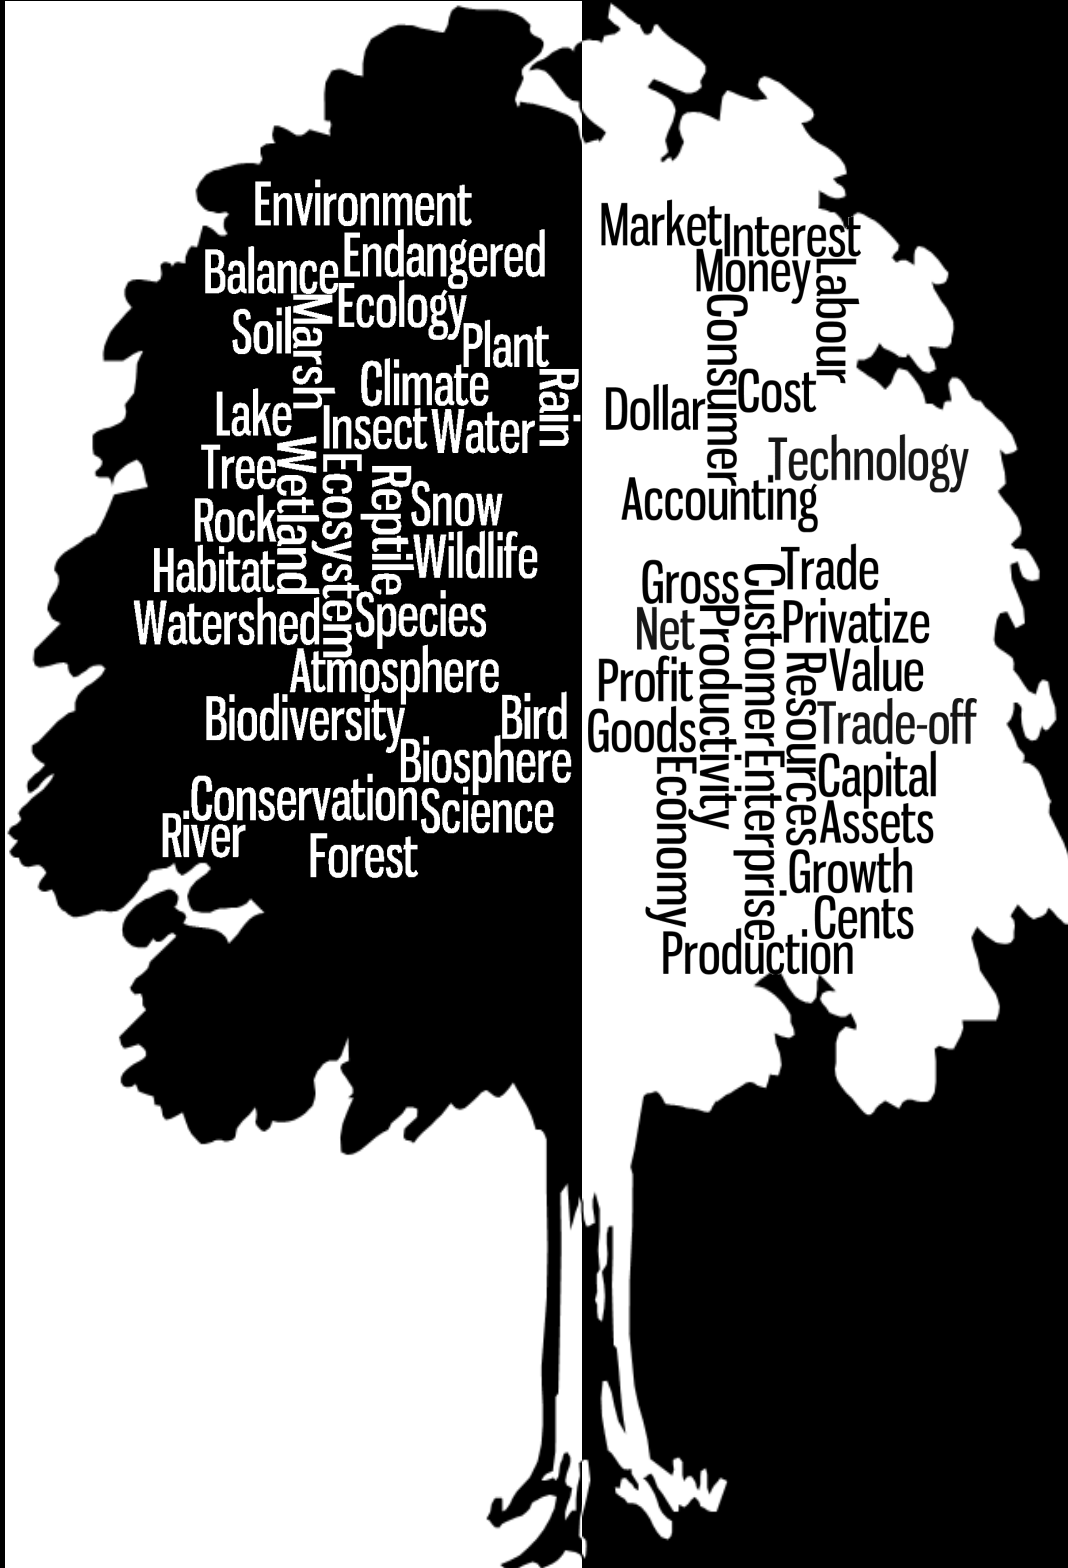 Environment
Endangered
Balance
Ecology
Marsh
Soil
Plant
Climate
Rain
Lake
Insect
Water
Tree
Wetland
Ecosystem
Reptile
Snow
Rock
Wildlife
Habitat
Watershed
Species
Atmosphere
Biodiversity
Bird
Biosphere
Conservation
Science
River
Forest
Market
Interest
Money
Labour
Consumer
Cost
Dollar
Technology
Accounting
Trade
Gross
Customer
Net
Productivity
Privatize
Profit
Resources
Value
Goods
Trade-off
Economy
Enterprise
Capital
Assets
Growth
Cents
Production